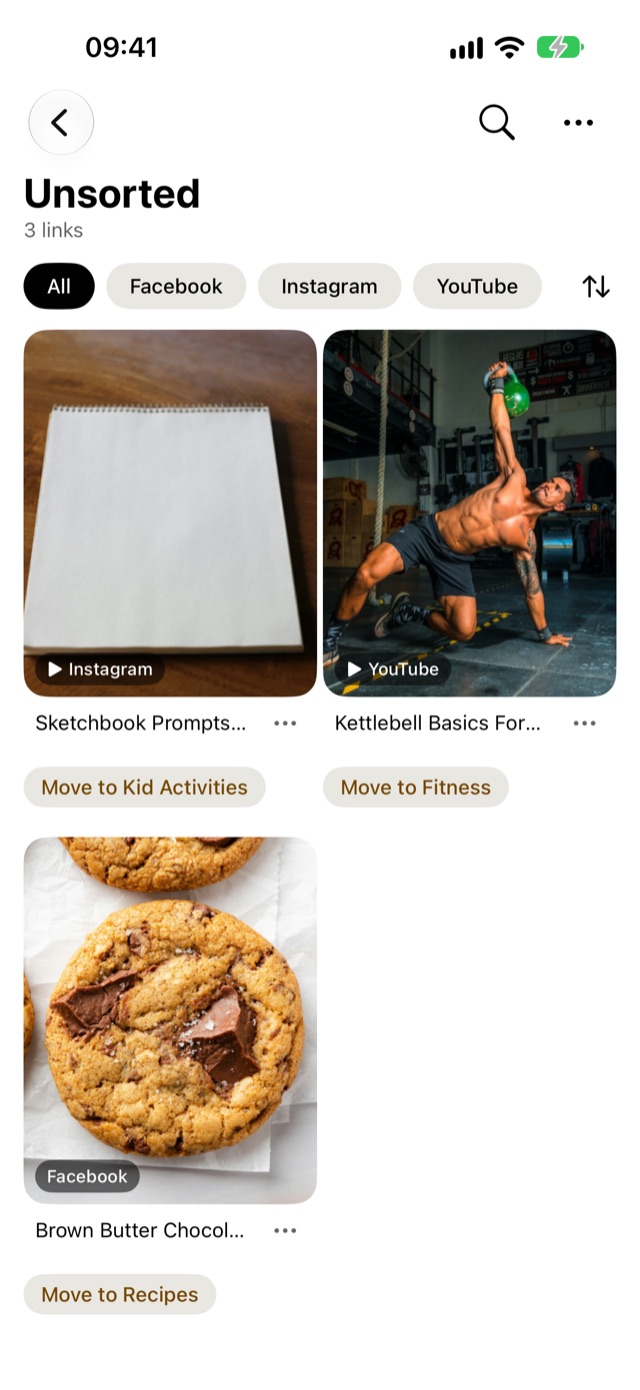 09:41
Unsorted
3 links
All
Facebook
Instagram
YouTube
Instagram
YouTube
Sketchbook Prompts...
Kettlebell Basics For...
Move to Kid Activities
Move to Fitness
Facebook
Brown Butter Chocol...
Move to Recipes